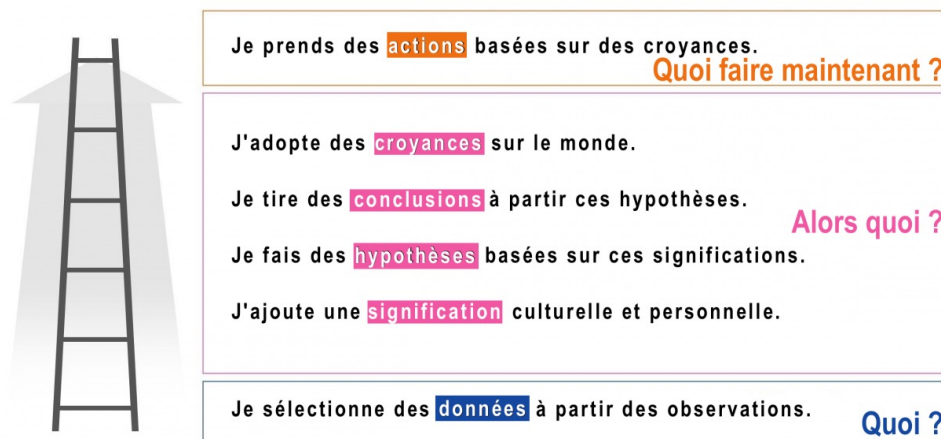 Je prends des actions basées sur des croyances.
Quoi faire maintenant ?
J'adopte des croyances sur le monde.
Je tire des conclusions à partir ces hypothèses.
Alors quoi ?
Je fais des hypothèses basées sur ces significations.
J'ajoute une signification culturelle et personnelle.
Je sélectionne des données à partir des observations.
Quoi ?